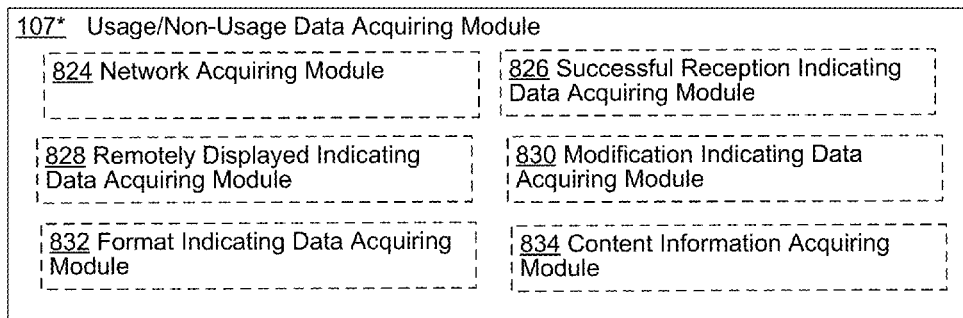 107* Usage/Non-Usage Data Acquiring Module
824 Network Acquiring Module
826 Successful Reception Indicating
Data Acquiring Module
828 Remotely Displayed Indicating
Data Acquiring Module
830 Modification Indicating Data
Acquiring Module
832 Format Indicating Data Acquiring
Module
834 Content Information Acquiring
Module